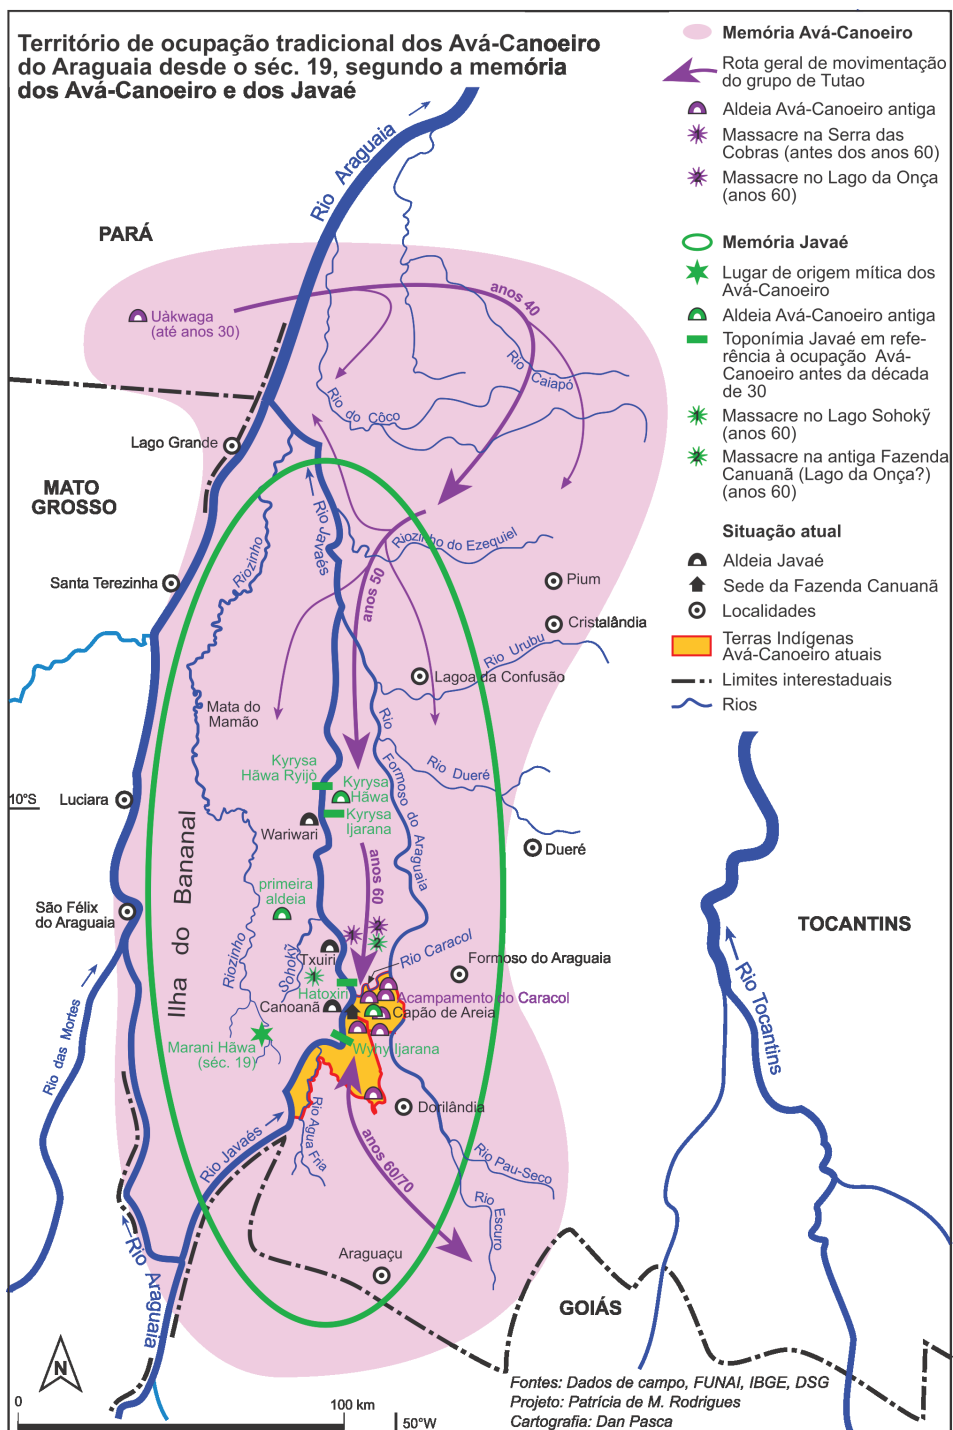 Território de ocupação tradicional dos Avá-Canoeiro
do Araguaia desde o séc. 19, segundo a memória
dos Avá-Canoeiro e dos Javaé
Memória Avá-Canoeiro
Rota geral de movimentação
do grupo de Tutao
Aldeia Avá-Canoeiro antiga
1
Massacre na Serra das
Cobras (antes dos anos 60)
2
Massacre no Lago da Onça
(anos 60)
Memória Javaé
Lugar de origem mítica dos
Avá-Canoeiro
Aldeia Avá-Canoeiro antiga
Toponímia Javaé em refe-
rência à ocupação Avá-
Canoeiro antes da década
de 30
1
Massacre no Lago Sohokỹ
(anos 60)
2
Massacre na antiga Fazenda
Canuanã (Lago da Onça?)
(anos 60)
Situação atual
Aldeia Javaé
Sede da Fazenda Canuanã
Localidades
Terras Indígenas
Avá-Canoeiro atuais
Limites interestaduais
Rios
Rio Araguaia
PARÁ
Uàkwaga
(até anos 30)
anos 40
Rio Caiapó
Rio do Côco
Lago Grande
MATO
GROSSO
Rio Javaés
Riozinho
Riozinho do Ezequiel
Santa Terezinha
anos 50
Pium
Cristalândia
Rio Urubu
Lagoa da Confusão
Mata do
Mamão
Rio Formoso do Araguaia
Rio Dueré
Kyrysa
Hãwa Ryijò
Kyrysa
Hãwa
Kyrysa
Ijarana
10°S
Luciara
Wariwari
Dueré
Ilha do Bananal
anos 60
primeira
aldeia
São Félix
do Araguaia
TOCANTINS
1
2
2
Txuiri
Rio Caracol
Formoso do Araguaia
Riozinho
Sohokỹ
1
Hatoxiri
Acampamento do Caracol
Canoanã
Capão de Areia
Rio Tocantins
Rio das Mortes
Marani Hãwa
(séc. 19)
Wyhy Ijarana
Dorilândia
Rio Javaés
Rio Água Fria
anos 60/70
Rio Pau-Seco
Rio Escuro
Rio Araguaia
Araguaçu
GOIÁS
N
Fontes: Dados de campo, FUNAI, IBGE, DSG
Projeto: Patrícia de M. Rodrigues
Cartografia: Dan Pasca
0
100 km
50°W